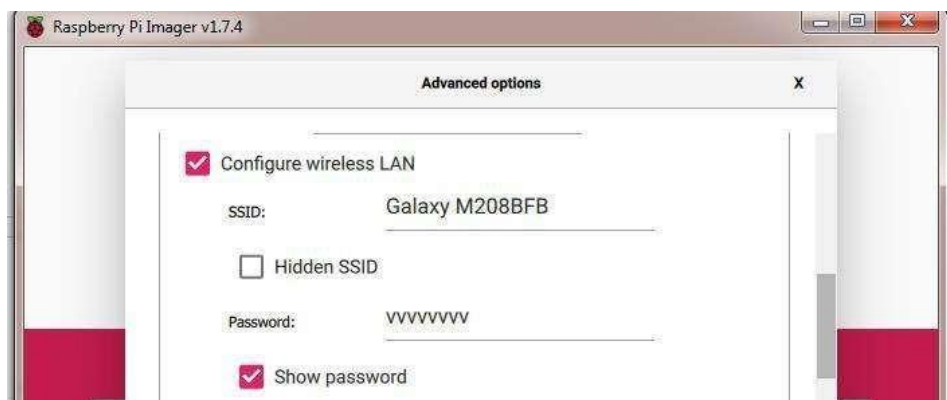 Raspberry Pi Imager v1.7.4
Advanced options X
Configure wireless LAN
SSID: Galaxy M208BFB
Hidden SSID
Password: vvvvvvvv
Show password